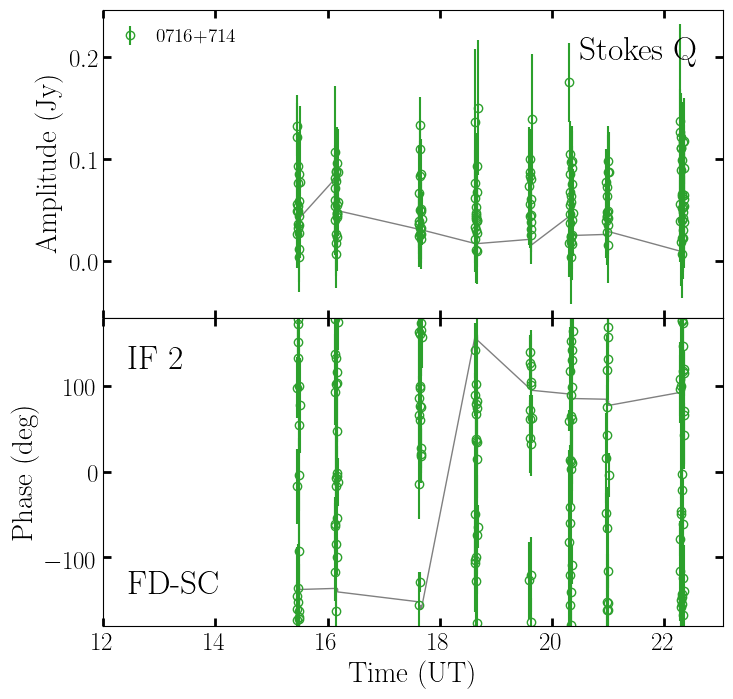 0716+714
Stokes Q
0.2
0.1
0.0
Amplitude (Jy)
IF 2
FD-SC
100
0
−100
Phase (deg)
12 14 16 18 20 22
Time (UT)